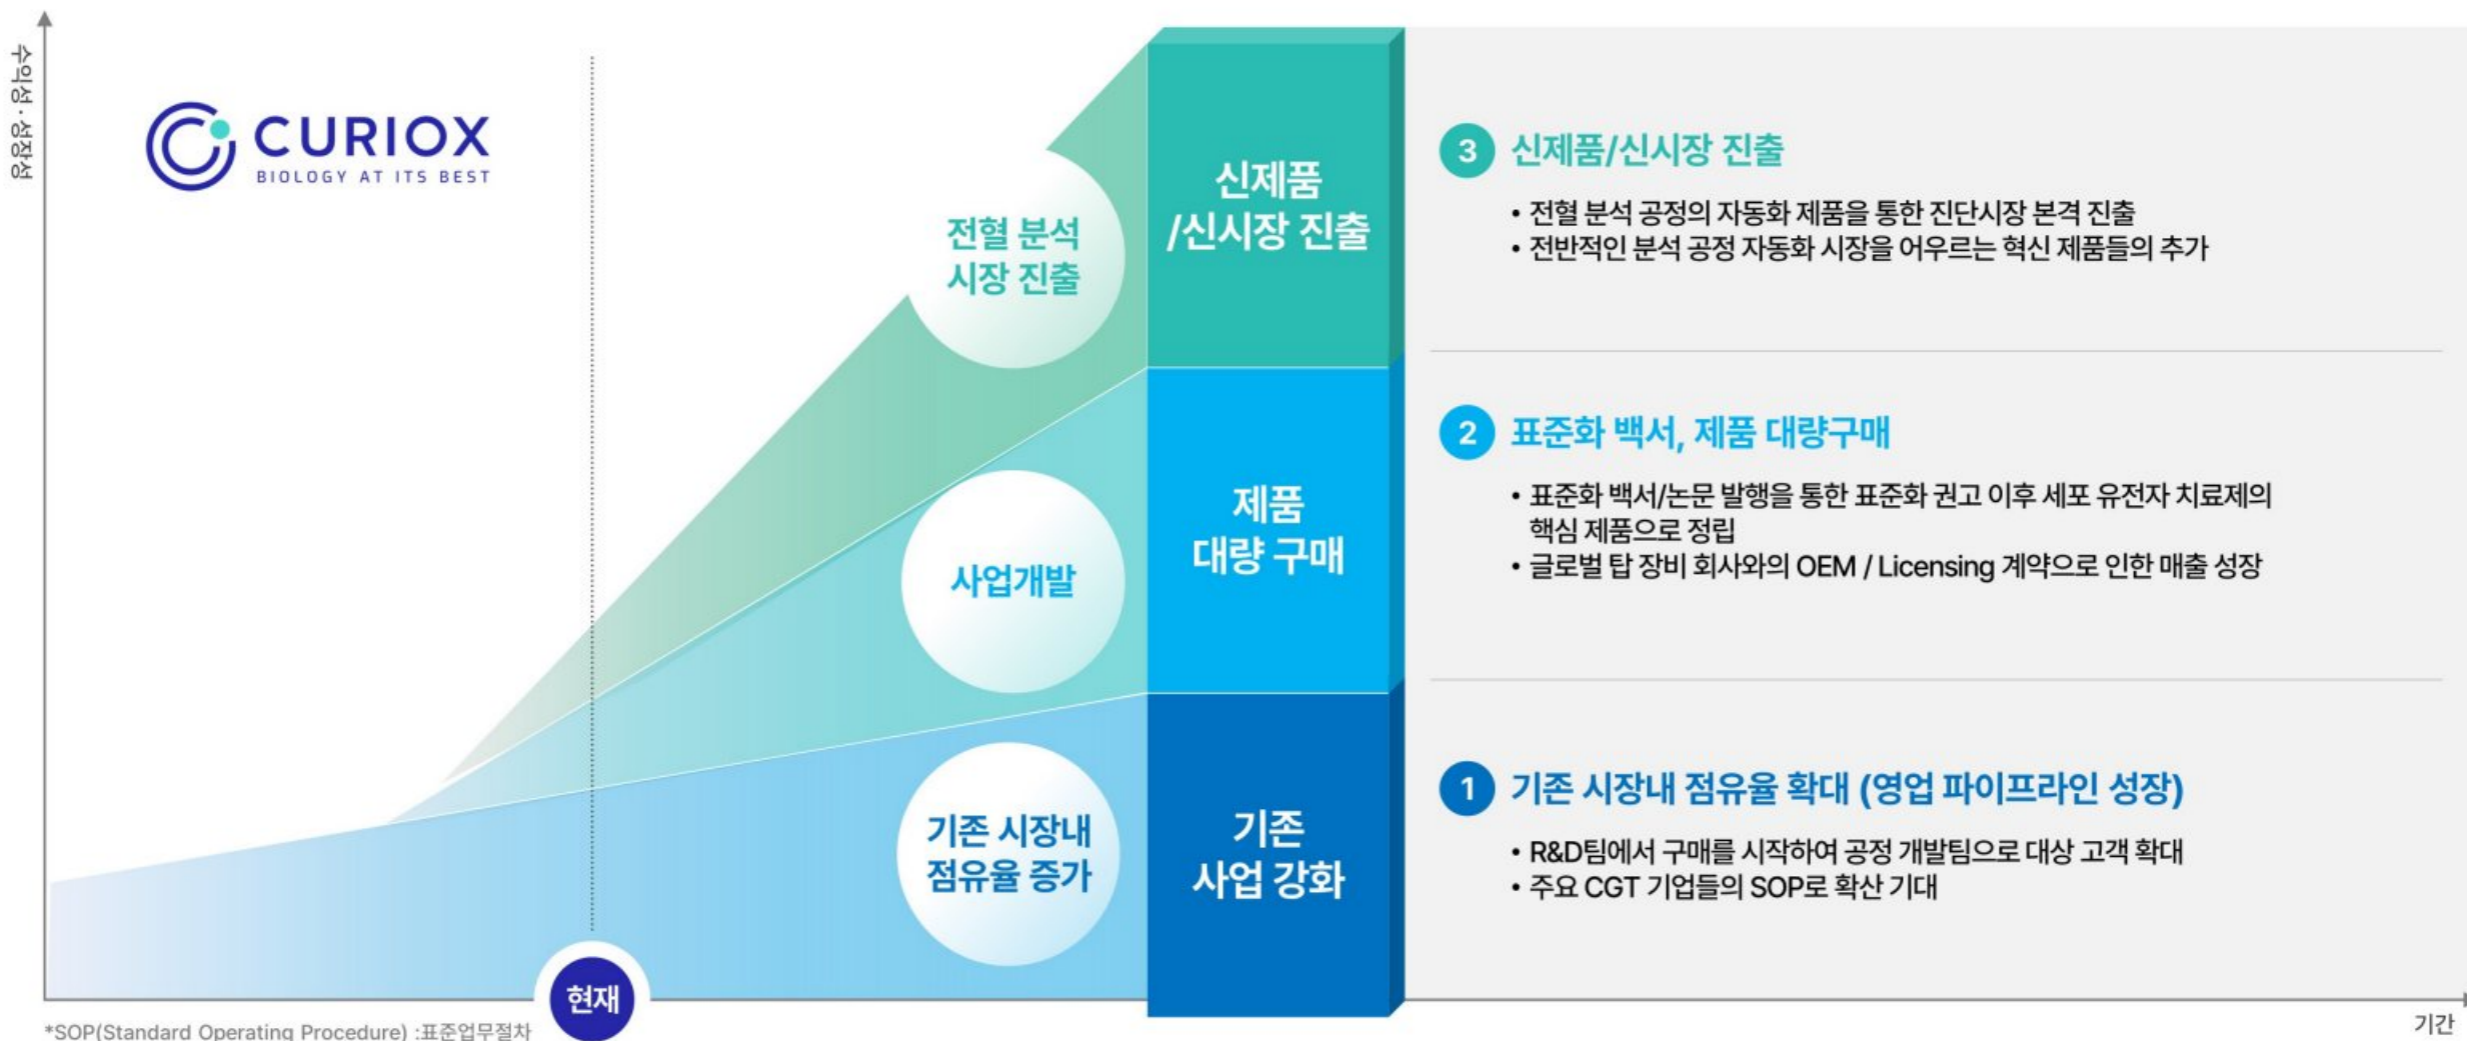 수익성 · 성장성
CURIOX
BIOLOGY AT ITS BEST
전혈 분석
시장 진출
사업개발
기존 시장내
점유율 증가
신제품
/신시장 진출
제품
대량 구매
기존
사업 강화
3 신제품/신시장 진출
• 전혈 분석 공정의 자동화 제품을 통한 진단시장 본격 진출
• 전반적인 분석 공정 자동화 시장을 어우르는 혁신 제품들의 추가
2 표준화 백서, 제품 대량구매
• 표준화 백서/논문 발행을 통한 표준화 권고 이후 세포 유전자 치료제의
핵심 제품으로 정립
• 글로벌 탑 장비 회사와의 OEM / Licensing 계약으로 인한 매출 성장
1 기존 시장내 점유율 확대 (영업 파이프라인 성장)
• R&D팀에서 구매를 시작하여 공정 개발팀으로 대상 고객 확대
• 주요 CGT 기업들의 SOP로 확산 기대
현재
기간
*SOP(Standard Operating Procedure) :표준업무절차